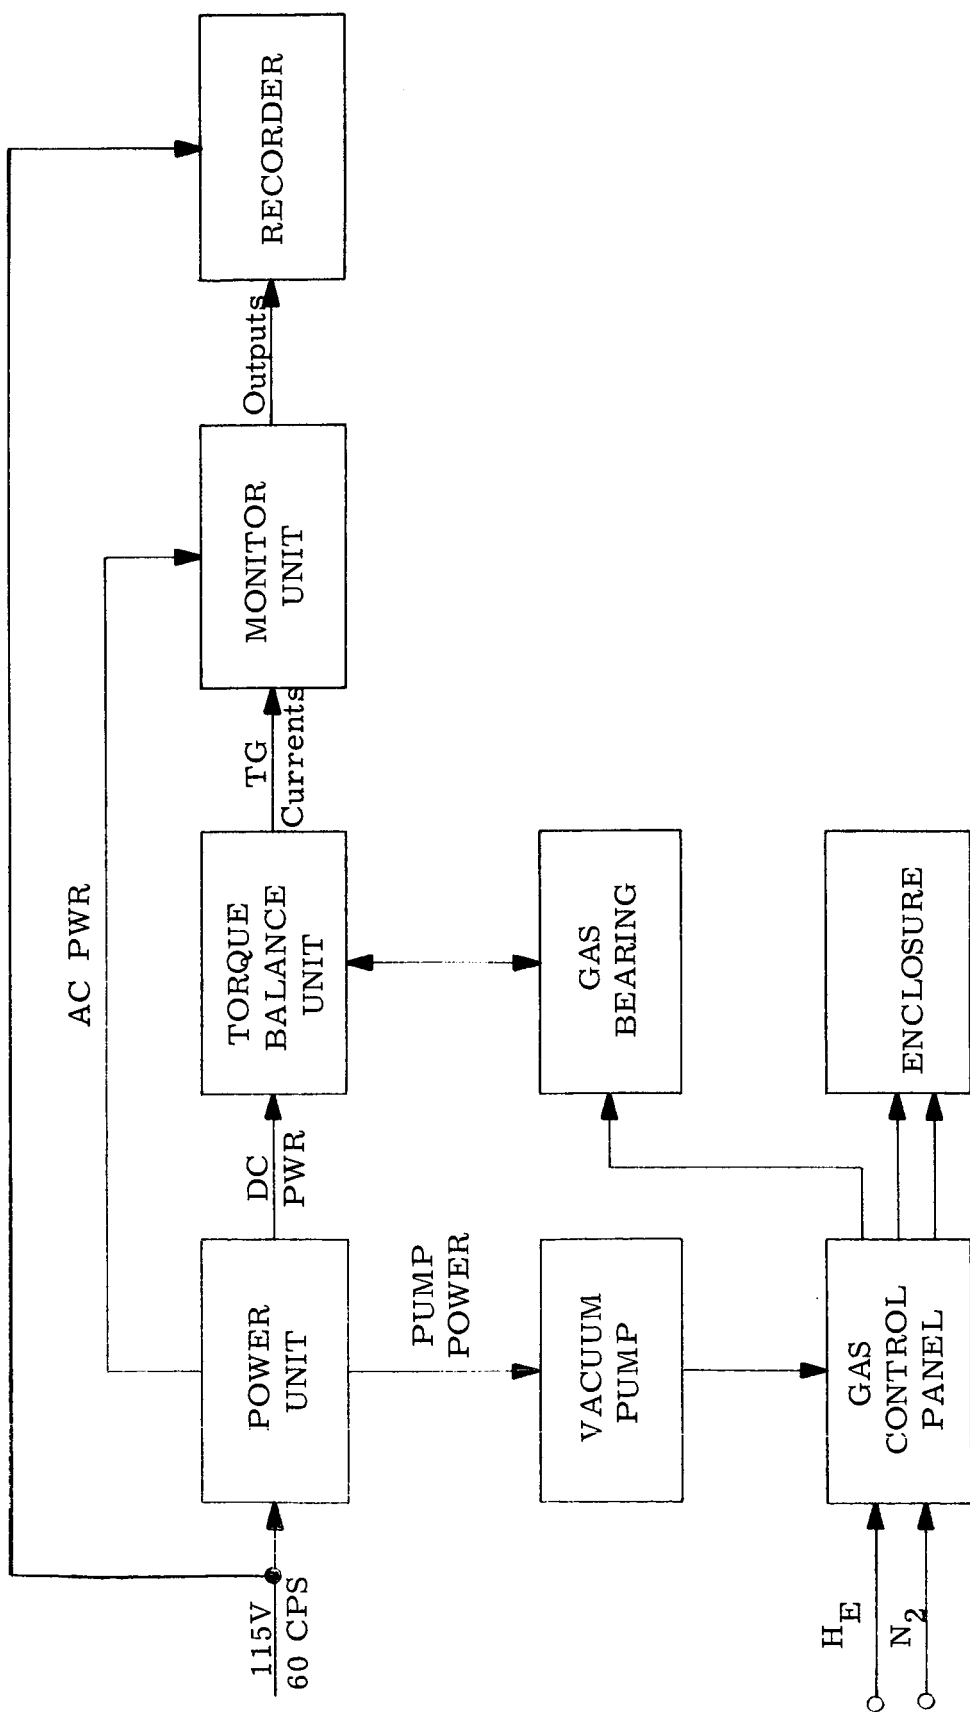 115V
60 CPS
POWER
UNIT
DC
PWR
TORQUE
BALANCE
UNIT
TG
Currents
MONITOR
UNIT
Outputs
RECORDER
AC PWR
PUMP
POWER
VACUUM
PUMP
GAS
BEARING
HE
N2
GAS
CONTROL
PANEL
ENCLOSURE